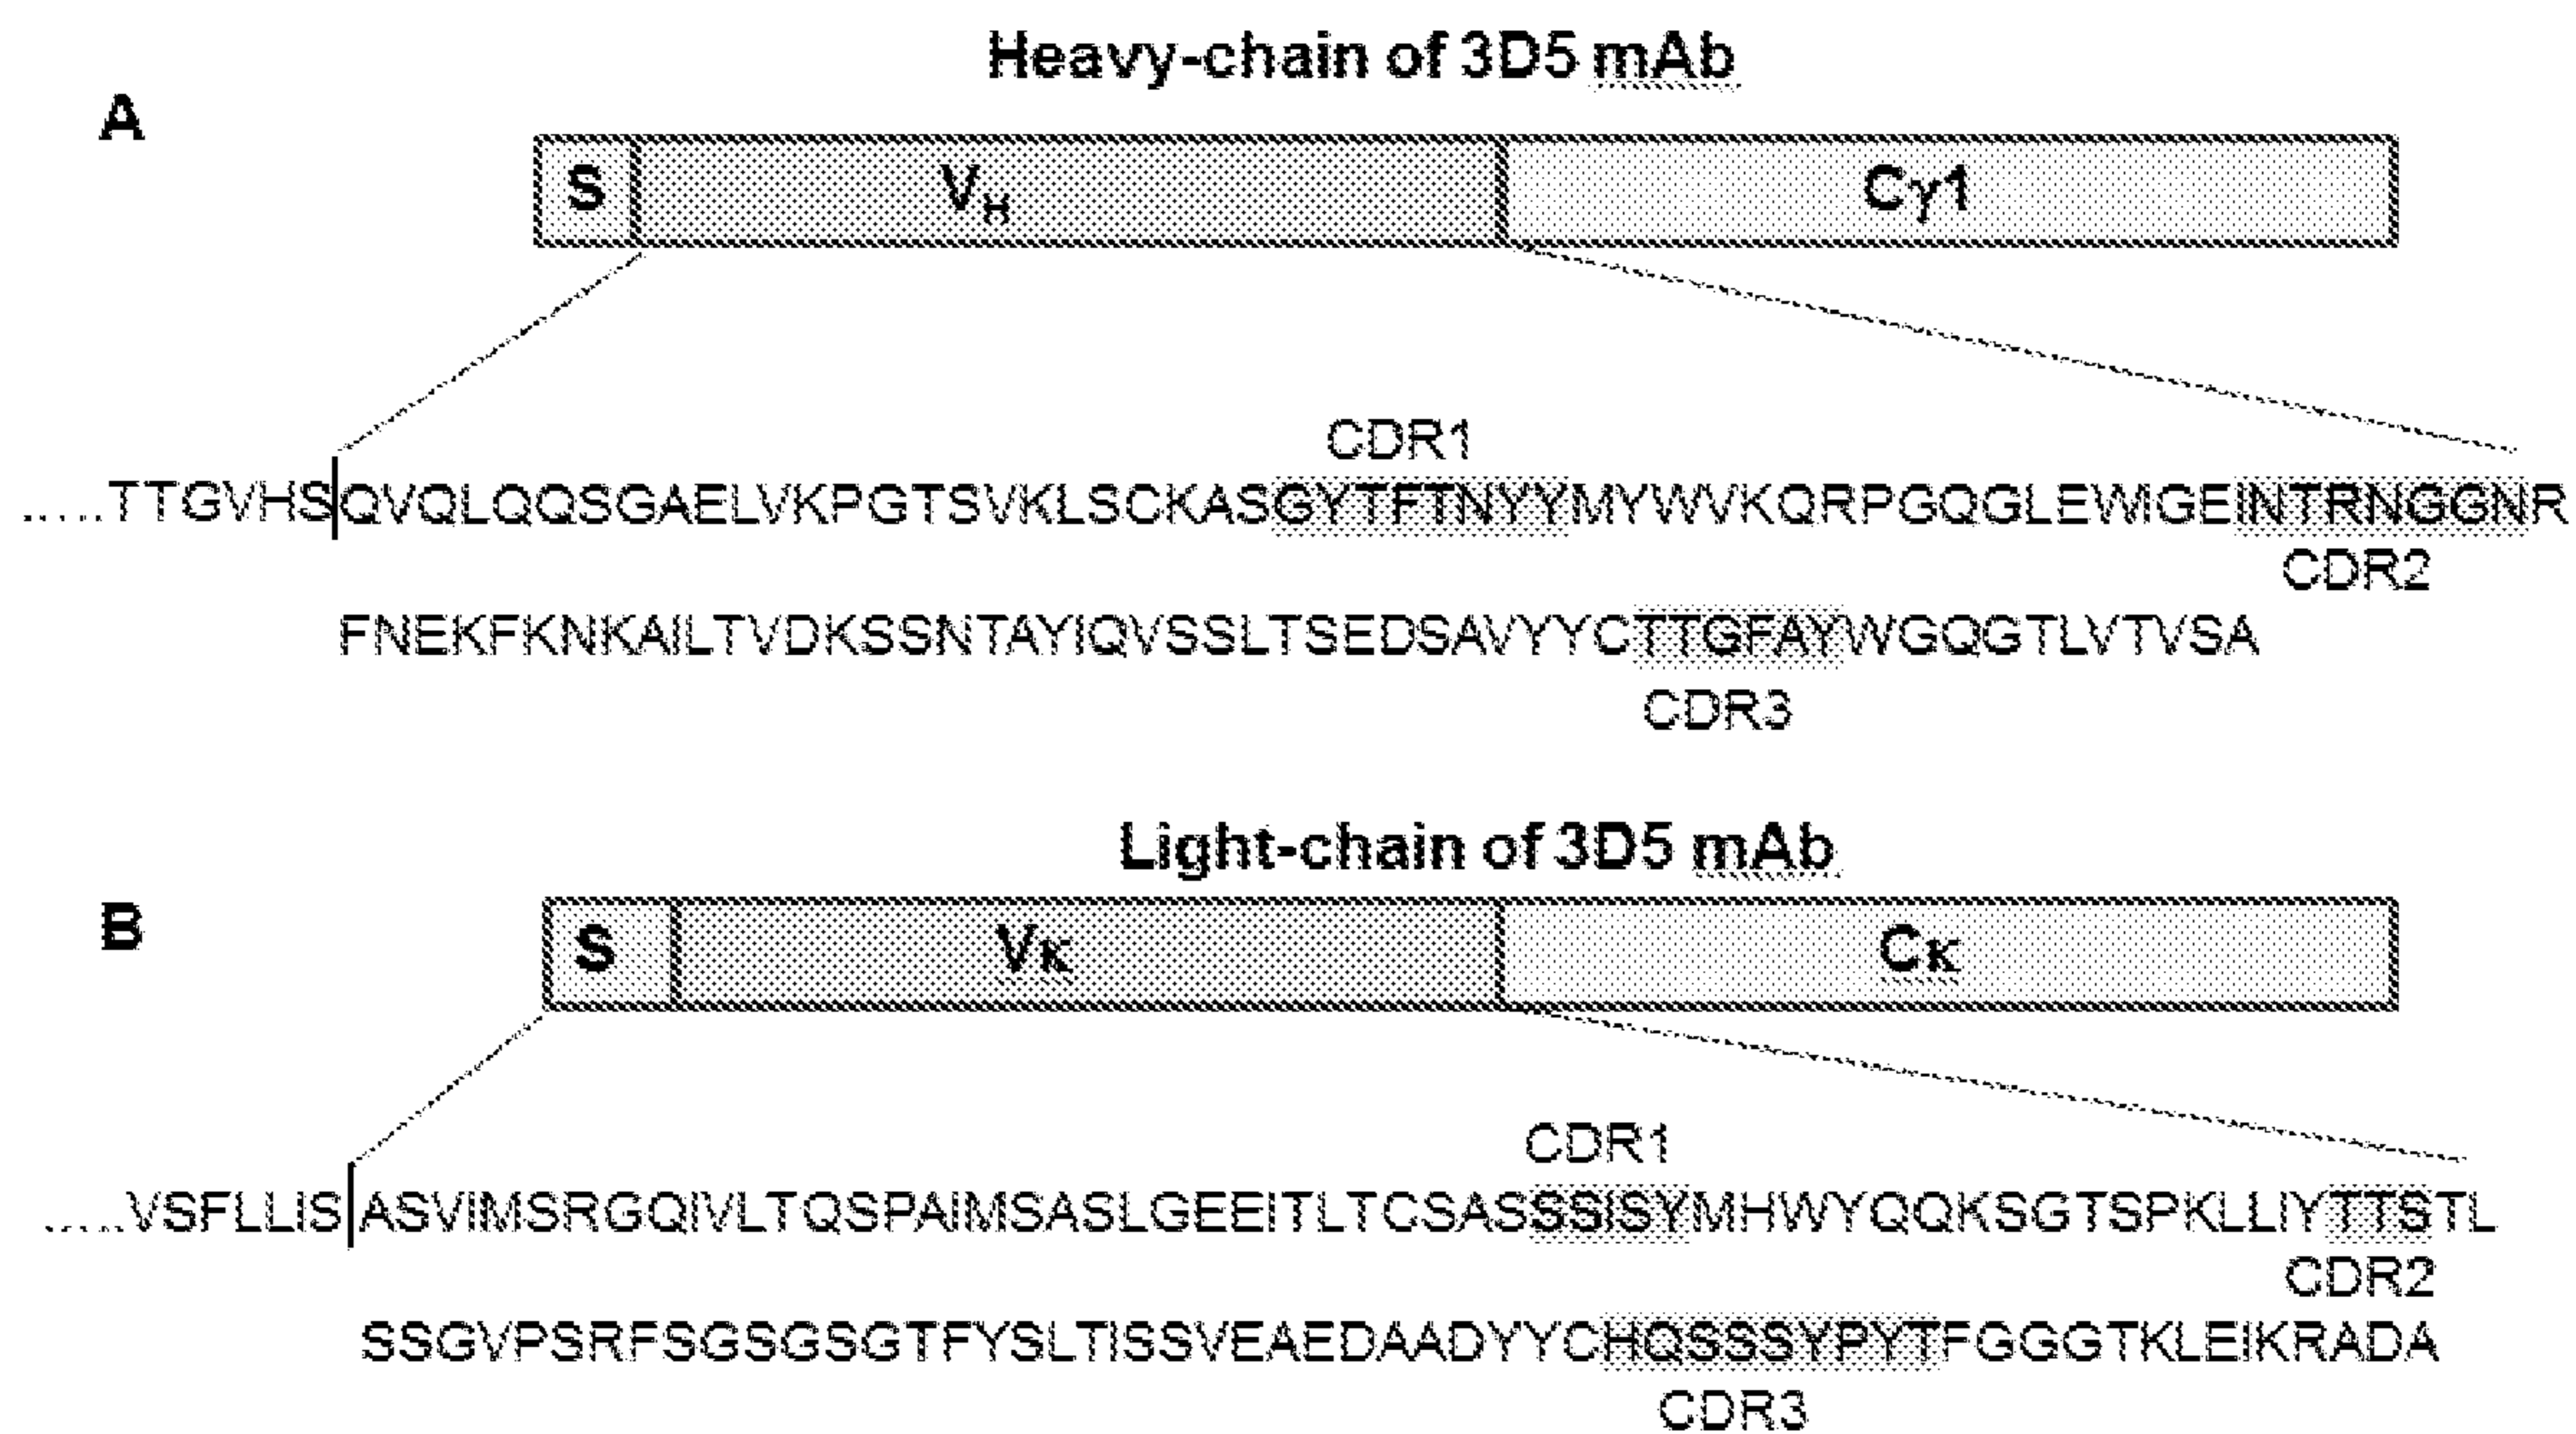 Heavy-chain of 3D5 mAb
A
S VH Cγ1
CDR1
.....TTGVHS|QVQLQQSGAELVKPGTSVKLSCKASGYTFTNYYMYWVKQRPGQGLEWIGEINTRNGGNR
CDR2
FNEKFKNKAILTVDKSSNTAYIQVSSLTSEDSAVYYCTTGFAYWGQGTLVTVSA
CDR3
Light-chain of 3D5 mAb
B
S Vκ Cκ
CDR1
.....VSFLLIS|ASVIMSRGQIVLTQSPAIMSASLGEEITLTCSASSSISYMHWYQQKSGTSPKLLIYTTSTL
CDR2
SSGVPSRFSGSGSGTFYSLTISSVEAEDAADYYCHQSSSYPYTFGGGTKLEIKRADA
CDR3